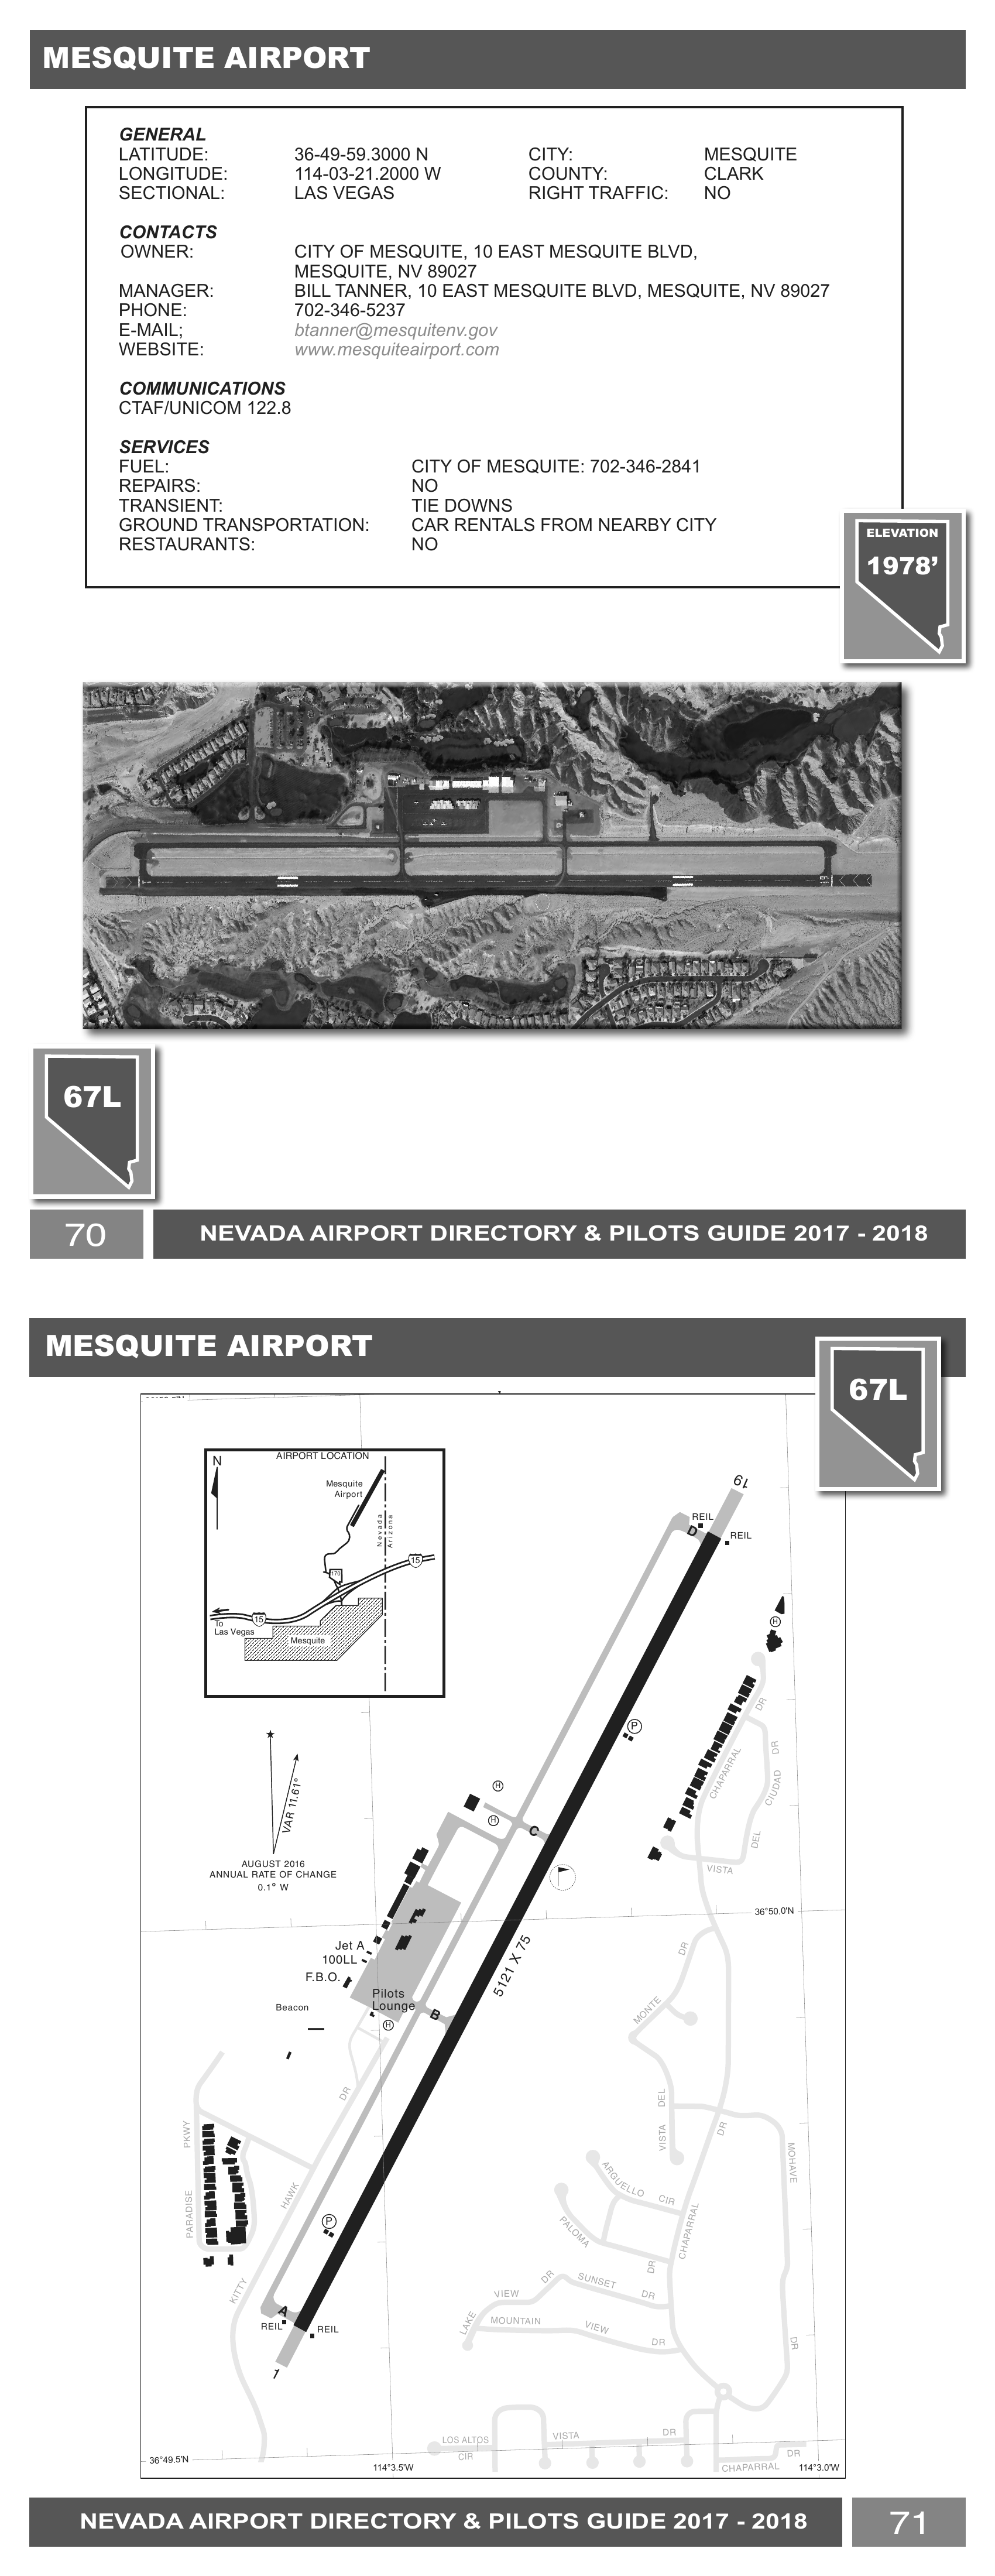 MESQUITE AIRPORT
GENERAL
LATITUDE: 36-49-59.3000 N CITY: MESQUITE
LONGITUDE: 114-03-21.2000 W COUNTY: CLARK
SECTIONAL: LAS VEGAS RIGHT TRAFFIC: NO
CONTACTS
OWNER: CITY OF MESQUITE, 10 EAST MESQUITE BLVD,
MESQUITE, NV 89027
MANAGER: BILL TANNER, 10 EAST MESQUITE BLVD, MESQUITE, NV 89027
PHONE: 702-346-5237
E-MAIL; btanner@mesquitenv.gov
WEBSITE: www.mesquiteairport.com
COMMUNICATIONS
CTAF/UNICOM 122.8
SERVICES
FUEL: CITY OF MESQUITE: 702-346-2841
REPAIRS: NO
TRANSIENT: TIE DOWNS
GROUND TRANSPORTATION: CAR RENTALS FROM NEARBY CITY
RESTAURANTS: NO
ELEVATION
1978’
67L
70
NEVADA AIRPORT DIRECTORY & PILOTS GUIDE 2017 - 2018
MESQUITE AIRPORT
67L
AIRPORT LOCATION
N
Mesquite
Airport
Nevada
Arizona
15
170
15
To
Las Vegas
Mesquite
19
REIL
D
REIL
H
P
VAR 11.61°
AUGUST 2016
ANNUAL RATE OF CHANGE
0.1° W
H
H
C
CHAPARRAL
DR
CIUDAD
DR
DEL
VISTA
36°50.0'N
5121 X 75
Jet A
100LL
F.B.O.
Pilots
Lounge
Beacon
B
H
DR
MONTE
DEL
VISTA
DR
MOHAVE
DR
PKWY
PARADISE
DR
HAWK
KITTY
P
ARGUELLO
CIR
PALOMA
DR
CHAPARRAL
SUNSET
DR
VIEW
DR
LAKE
MOUNTAIN
VIEW
DR
A
REIL
REIL
1
LOS ALTOS
CIR
VISTA
DR
DR
CHAPARRAL
36°49.5'N
114°3.5'W
114°3.0'W
NEVADA AIRPORT DIRECTORY & PILOTS GUIDE 2017 - 2018
71